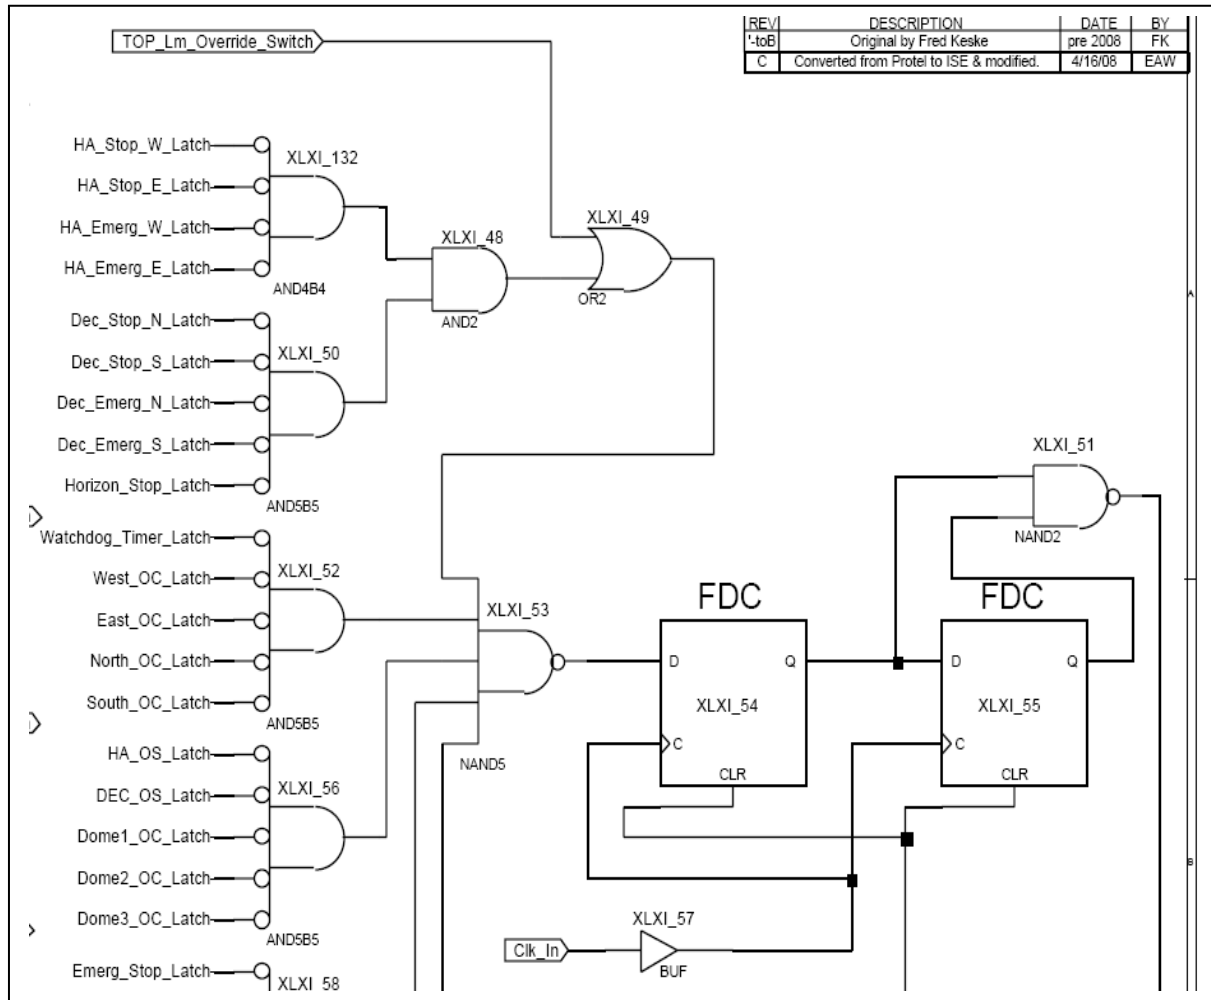 REV DESCRIPTION DATE BY
'-toB Original by Fred Keske pre 2008 FK
C Converted from Protel to ISE & modified. 4/16/08 EAW
TOP_Lm_Override_Switch
HA_Stop_W_Latch
XLXI_132
HA_Stop_E_Latch
HA_Emerg_W_Latch
HA_Emerg_E_Latch
AND4B4
XLXI_48
AND2
XLXI_49
OR2
A
Dec_Stop_N_Latch
Dec_Stop_S_Latch
XLXI_50
Dec_Emerg_N_Latch
Dec_Emerg_S_Latch
Horizon_Stop_Latch
AND5B5
XLXI_51
NAND2
Watchdog_Timer_Latch
West_OC_Latch
XLXI_52
East_OC_Latch
North_OC_Latch
South_OC_Latch
AND5B5
XLXI_53
NAND5
FDC
D
Q
XLXI_54
C
CLR
FDC
D
Q
XLXI_55
C
CLR
HA_OS_Latch
DEC_OS_Latch
XLXI_56
Dome1_OC_Latch
Dome2_OC_Latch
Dome3_OC_Latch
AND5B5
B
XLXI_57
Clk_In
BUF
Emerg_Stop_Latch
XLXI_58